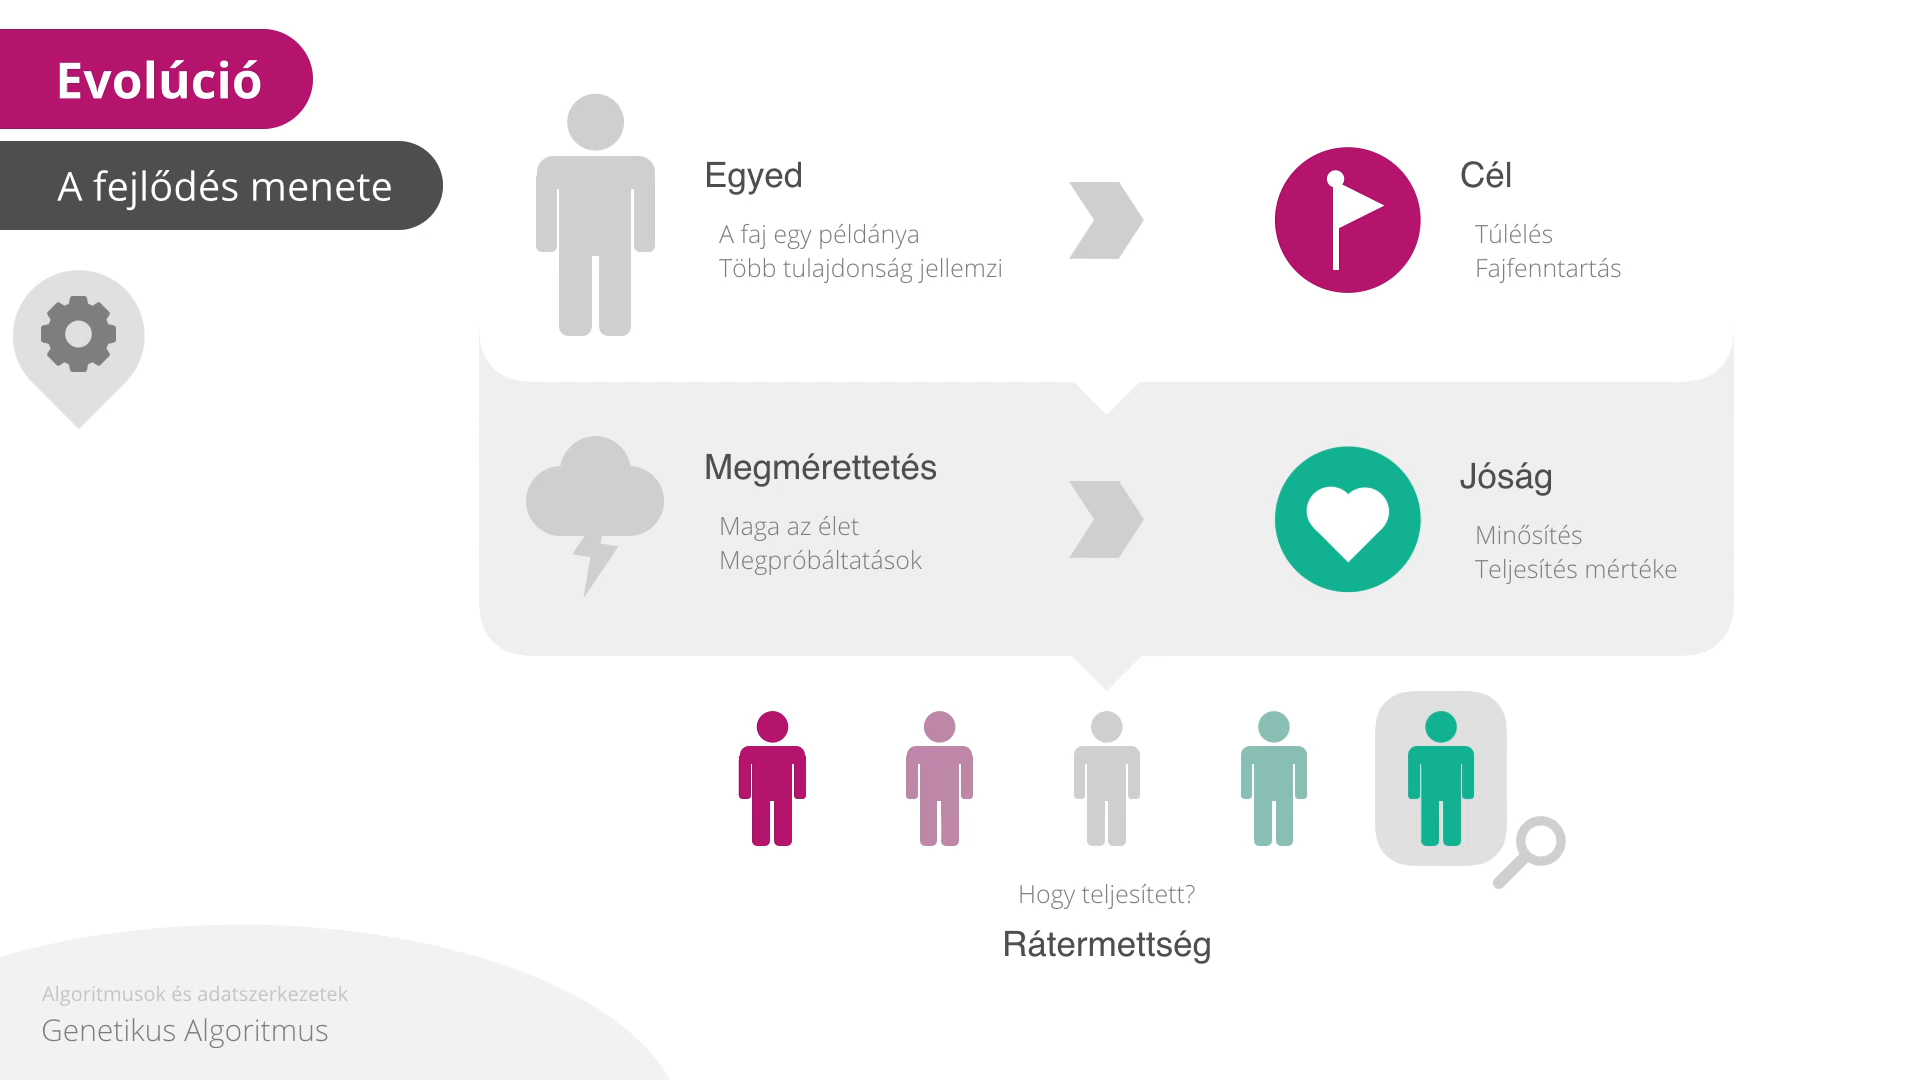 Evolúció
A fejlődés menete
Egyed
A faj egy példánya
Több tulajdonság jellemzi
Cél
Túlélés
Fajfenntartás
Megmérettetés
Maga az élet
Megpróbáltatások
Jóság
Minősítés
Teljesítés mértéke
Hogy teljesített?
Rátermettség
Algoritmusok és adatszerkezetek
Genetikus Algoritmus